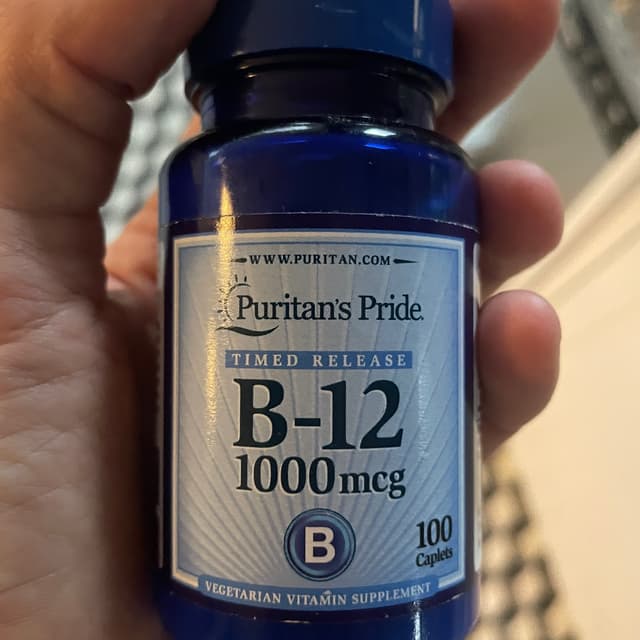 WWW.PURITAN.COM
Puritan's Pride.
TIMED RELEASE
B-12
1000 mcg
B
100
Caplets
VEGETARIAN VITAMIN SUPPLEMENT